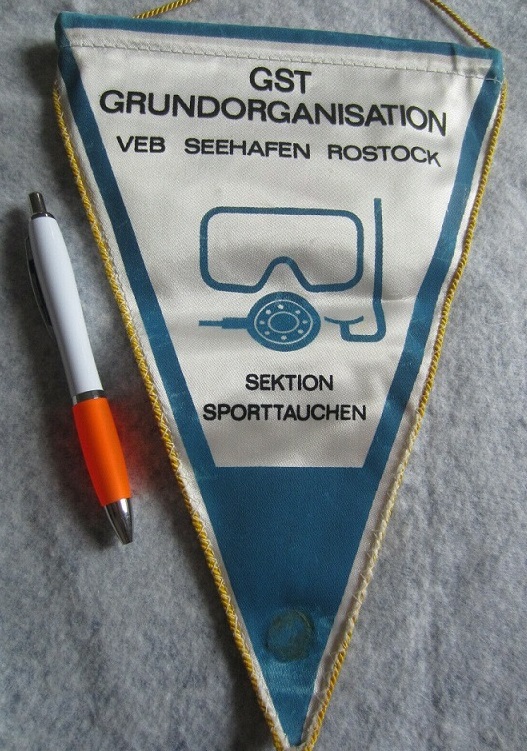 GST
GRUNDORGANISATION
VEB SEEHAFEN ROSTOCK
SEKTION
SPORTTAUCHEN